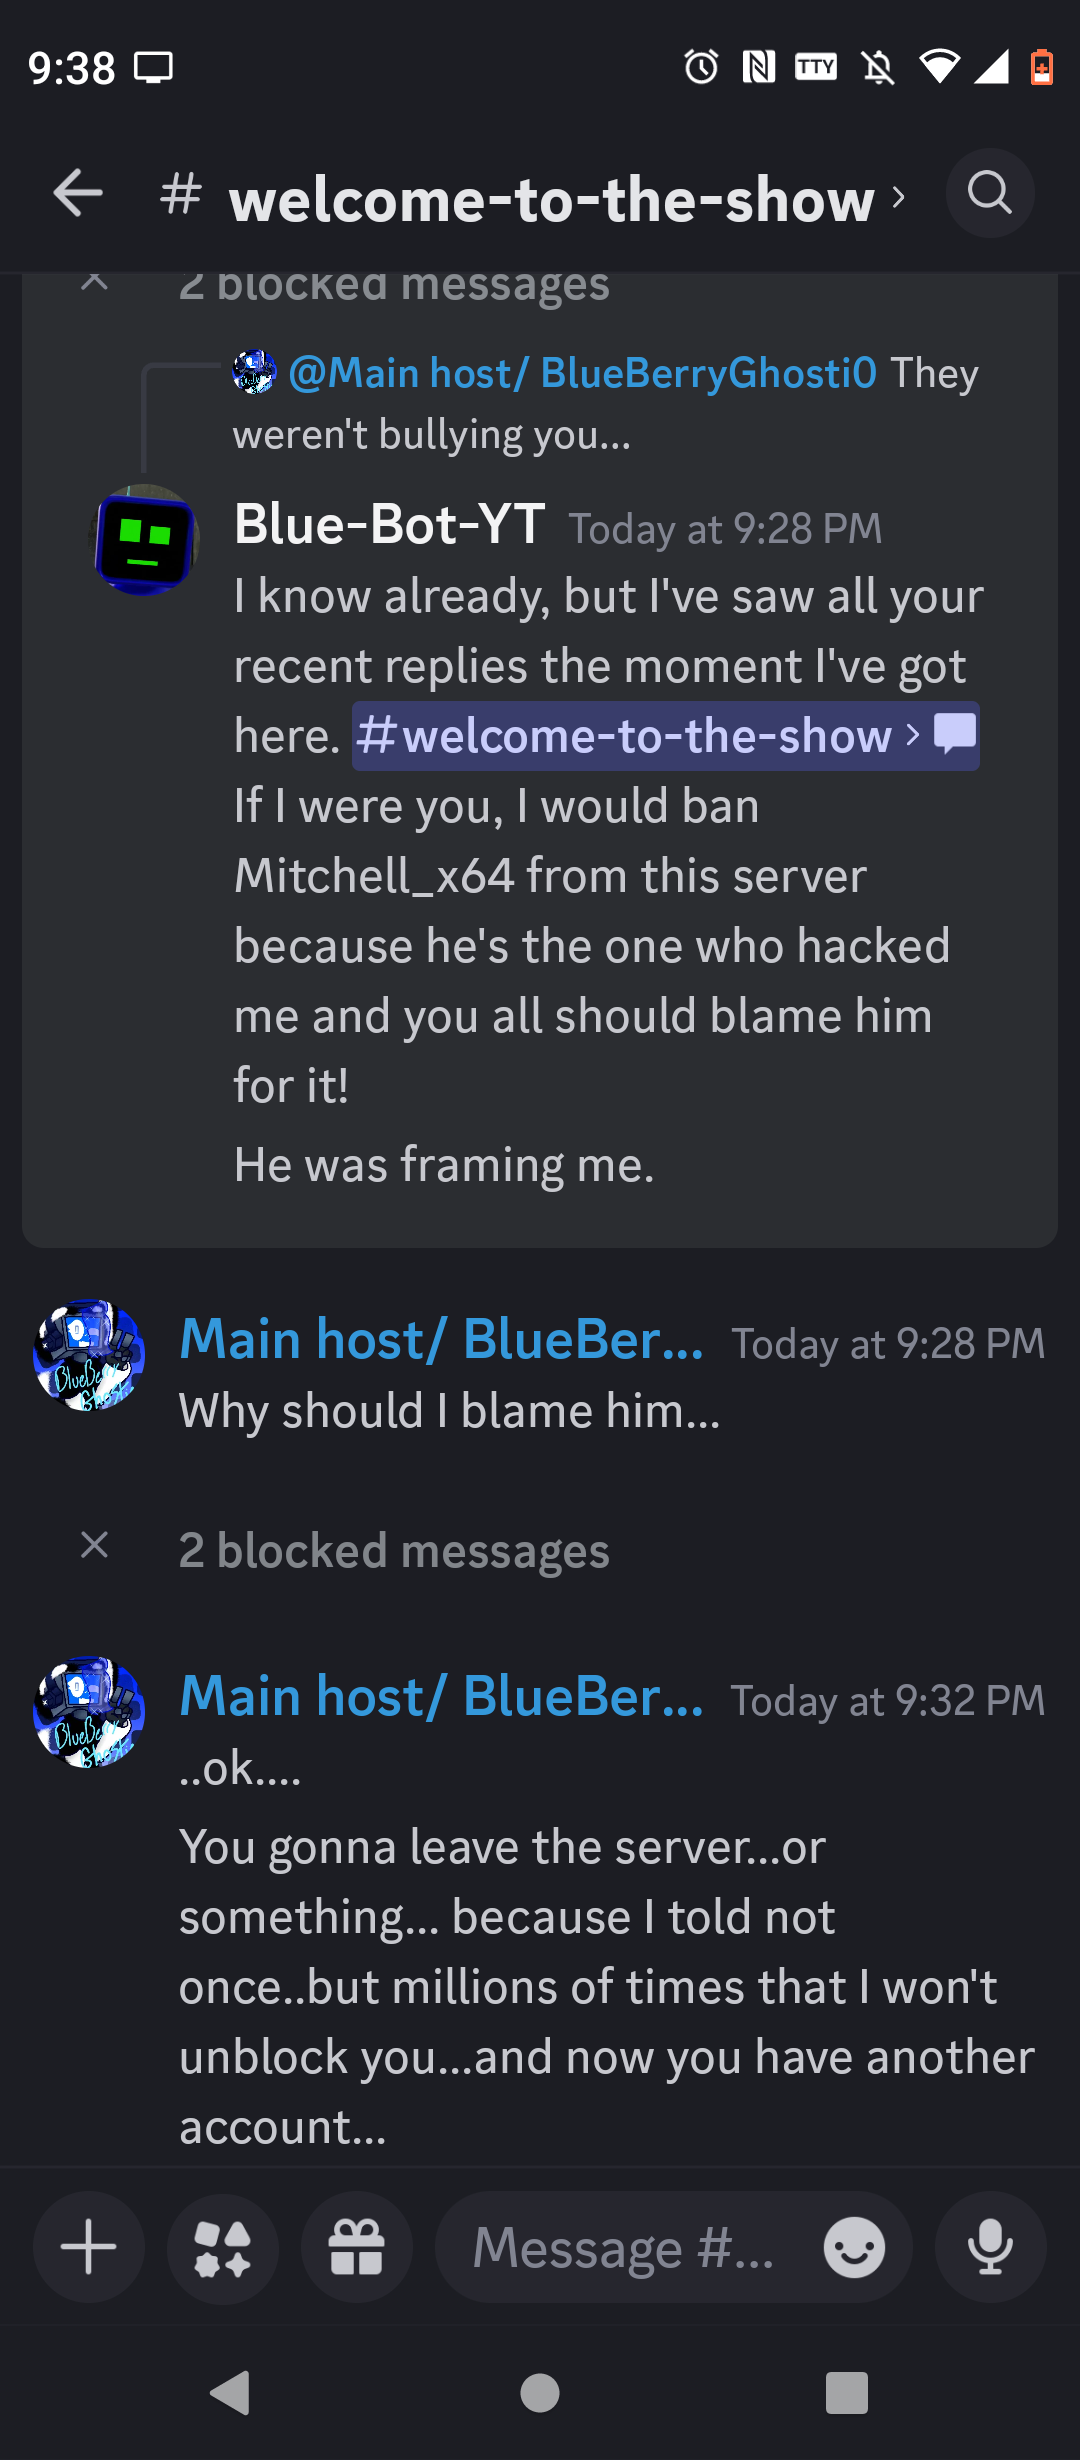 9:38 TTY
# welcome-to-the-show ›
2 blocked messages
@Main host/ BlueBerryGhosti0 They
weren't bullying you...
Blue-Bot-YT Today at 9:28 PM
I know already, but I've saw all your
recent replies the moment I've got
here. #welcome-to-the-show ›
If I were you, I would ban
Mitchell_x64 from this server
because he's the one who hacked
me and you all should blame him
for it!
He was framing me.
Main host/ BlueBer... Today at 9:28 PM
Why should I blame him...
2 blocked messages
Main host/ BlueBer... Today at 9:32 PM
..ok....
You gonna leave the server...or
something... because I told not
once..but millions of times that I won't
unblock you...and now you have another
account...
Message #...